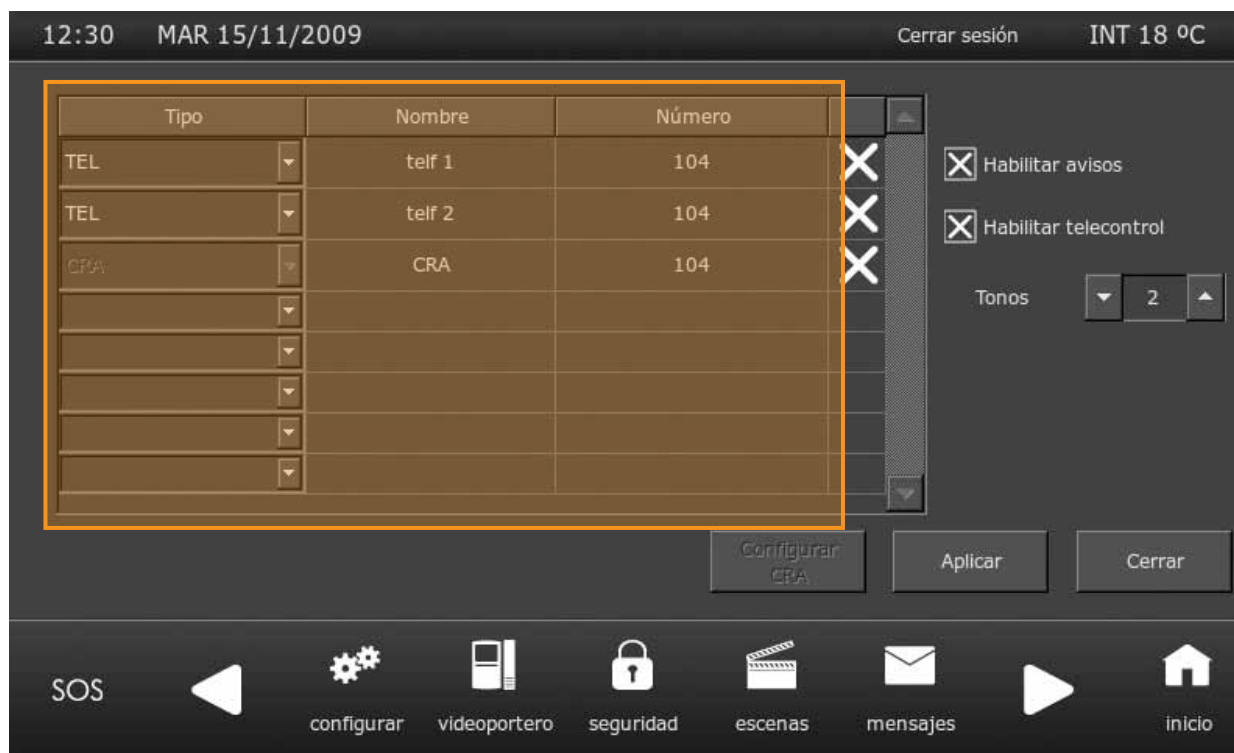 12:30 MAR 15/11/2009 Cerrar sesión INT 18 ºC
Tipo Nombre Número
TEL telf 1 104
Habilitar avisos
TEL telf 2 104
Habilitar telecontrol
CRA CRA 104
Tonos 2
Configurar
CRA
Aplicar Cerrar
SOS configurar videoportero seguridad escenas mensajes inicio